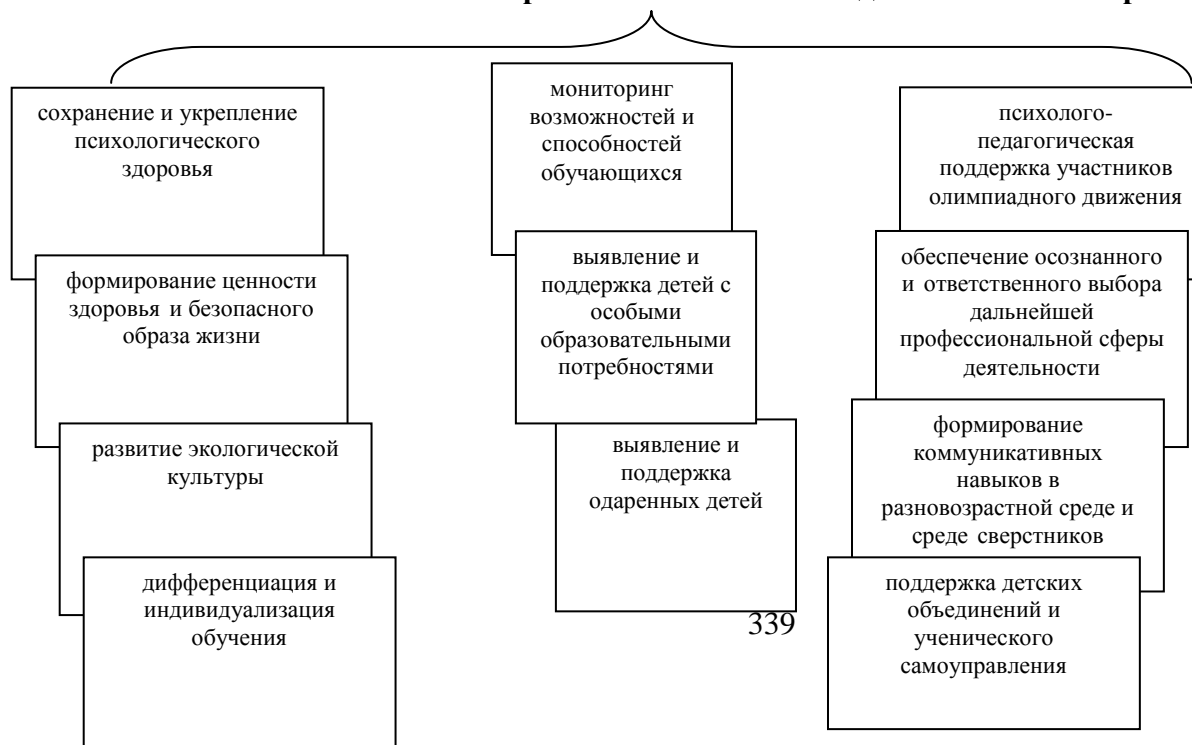 сохранение и укрепление
психологического
здоровья
формирование ценности
здоровья и безопасного
образа жизни
развитие экологической
культуры
дифференциация и
индивидуализация
обучения
мониторинг
возможностей и
способностей
обучающихся
выявление и
поддержка детей с
особыми
образовательными
потребностями
выявление и
поддержка
одаренных детей
339
психолого-
педагогическая
поддержка участников
олимпиадного движения
обеспечение осознанного
и ответственного выбора
дальнейшей
профессиональной сферы
деятельности
формирование
коммуникативных
навыков в
разновозрастной среде и
среде сверстников
поддержка детских
объединений и
ученического
самоуправления